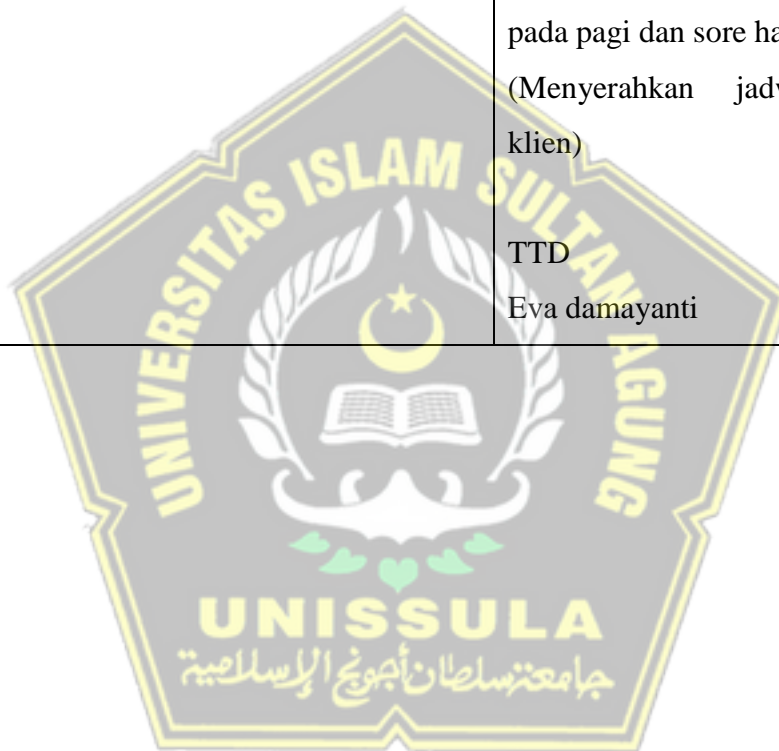 pada pagi dan sore ha
(Menyerahkan jadw
klien)
TTD
Eva damayanti
UNIVERSITAS ISLAM SULTAN AGUNG
UNISSULA
جامعة سلطان أجونج الإسلامية